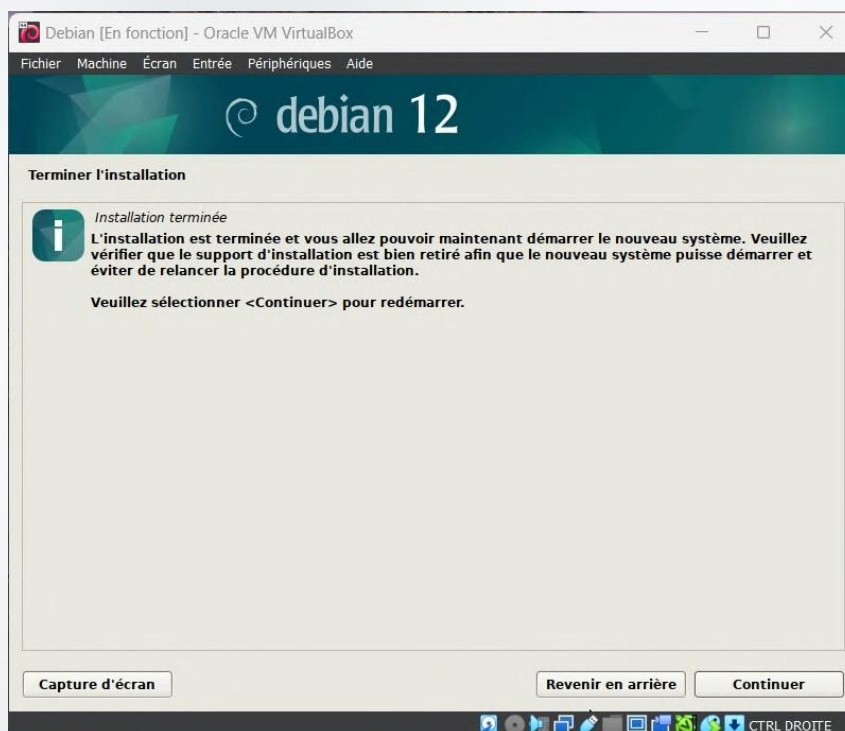 Debian [En fonction] - Oracle VM VirtualBox
Fichier Machine Écran Entrée Périphériques Aide
debian 12
Terminer l'installation
Installation terminée
L'installation est terminée et vous allez pouvoir maintenant démarrer le nouveau système. Veuillez
vérifier que le support d'installation est bien retiré afin que le nouveau système puisse démarrer et
éviter de relancer la procédure d'installation.
Veuillez sélectionner <Continuer> pour redémarrer.
Capture d'écran Revenir en arrière Continuer
CTRL DROITE